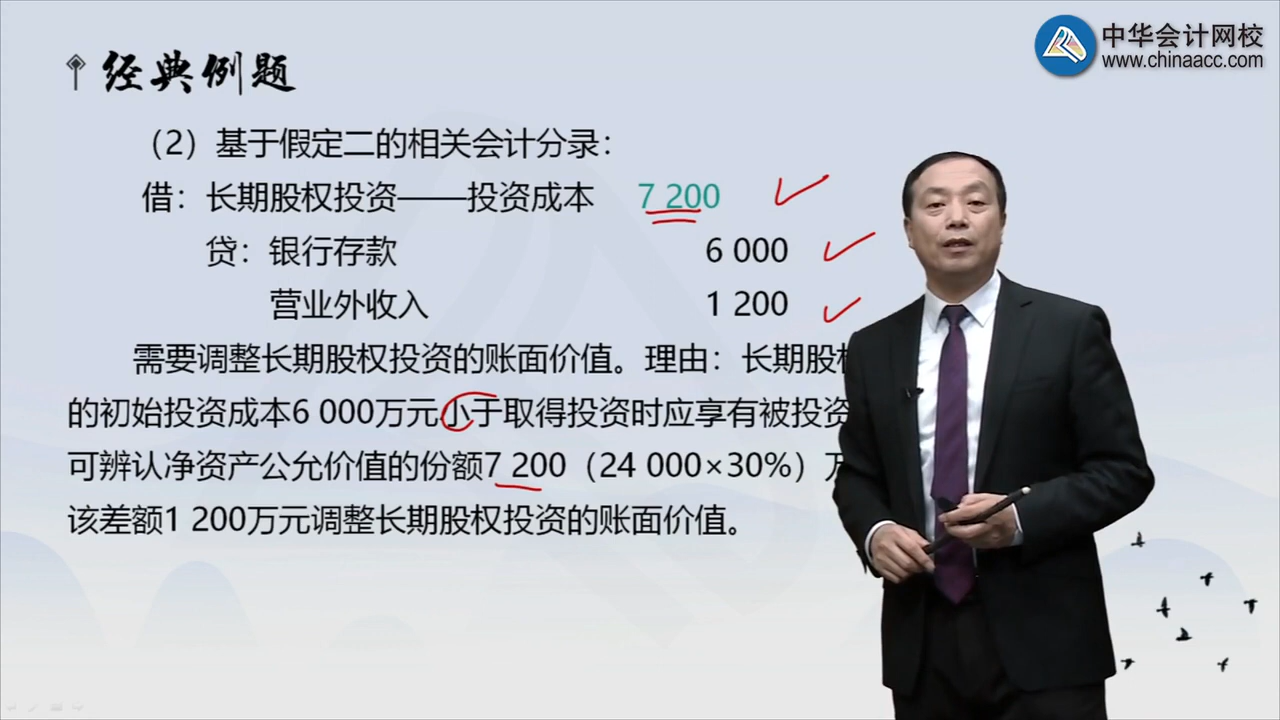 经典例题
中华会计网校
www.chinaacc.com
（2）基于假定二的相关会计分录：
借：长期股权投资——投资成本 7 200
贷：银行存款 6 000
营业外收入 1 200
需要调整长期股权投资的账面价值。理由：长期股权
的初始投资成本6 000万元小于取得投资时应享有被投资
可辨认净资产公允价值的份额7 200（24 000×30%）万
该差额1 200万元调整长期股权投资的账面价值。